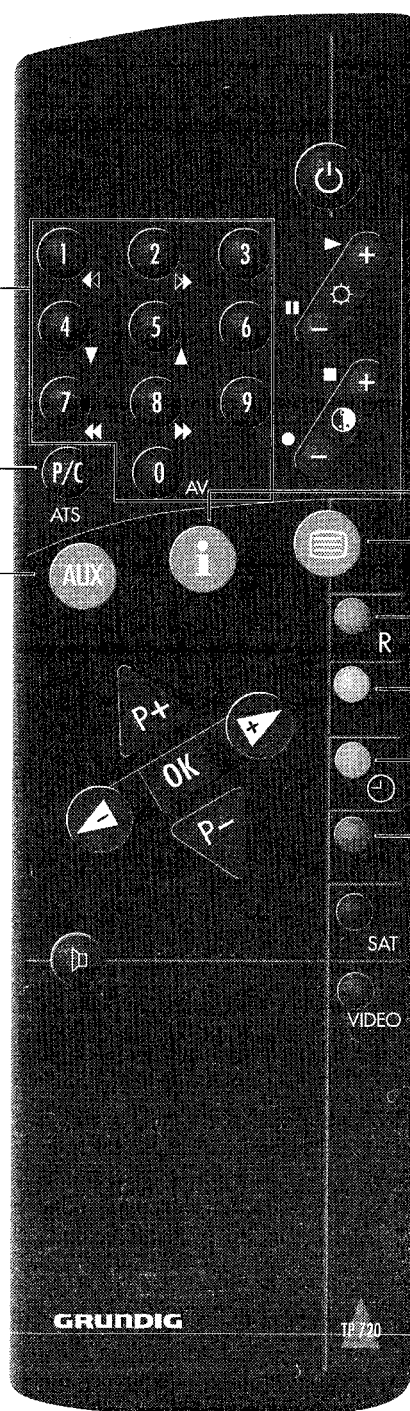 1 2 3
+
4 5 6
−
7 8 9
+
−
P/C 0 AV
ATS
AUX i
R
P+
+
OK
−
P−
SAT
VIDEO
GRUNDIG
TP 720